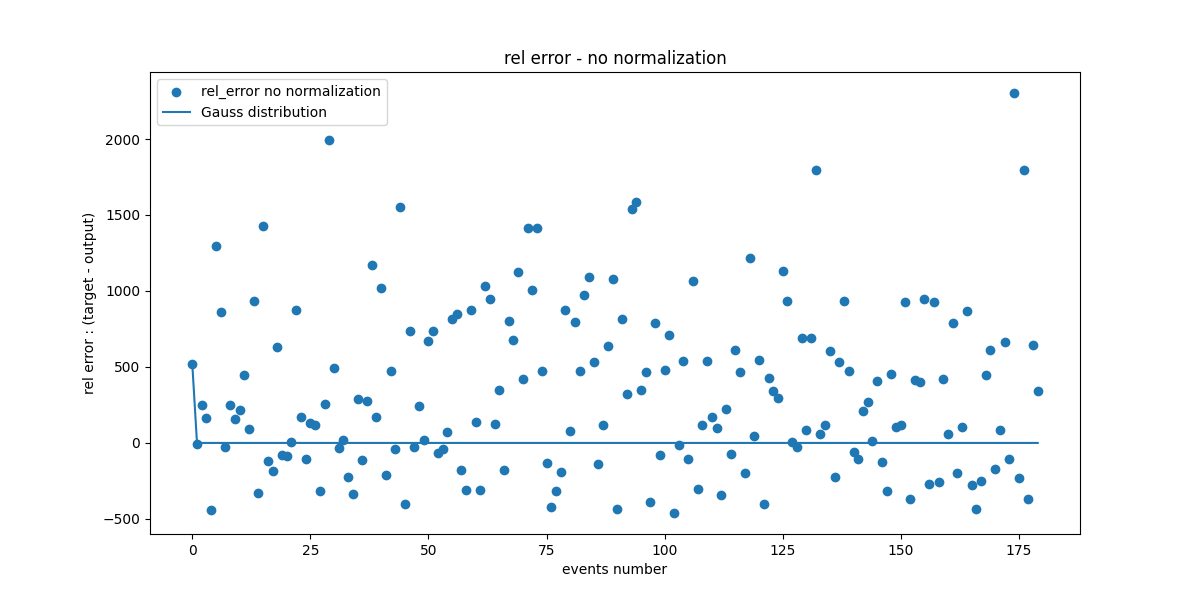 rel error - no normalization
rel_error no normalization
Gauss distribution
2000
1500
1000
500
0
−500
rel error : (target - output)
0 25 50 75 100 125 150 175
events number